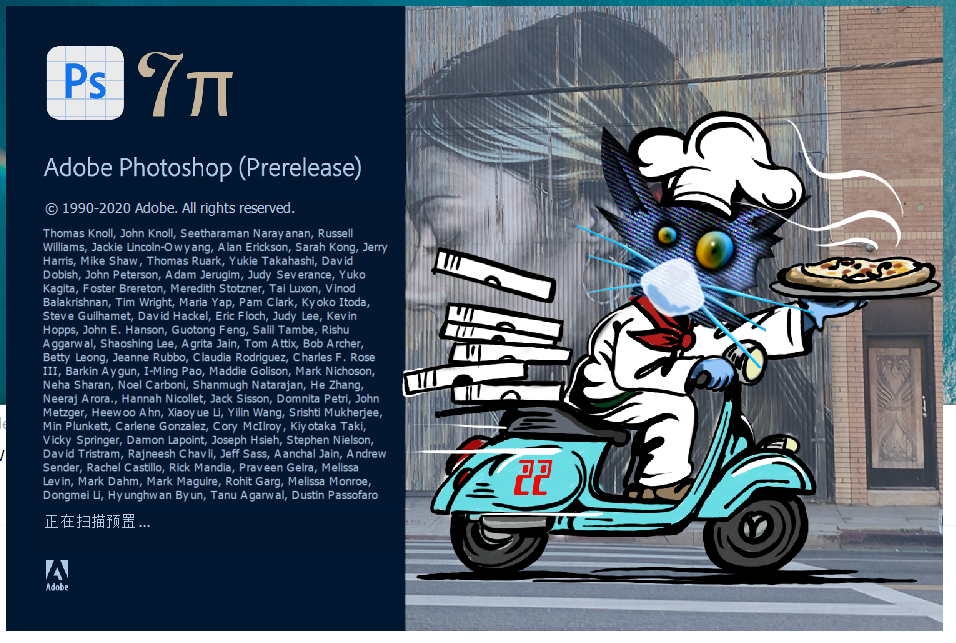 Ps 7π
Adobe Photoshop (Prerelease)
© 1990-2020 Adobe. All rights reserved.
Thomas Knoll, John Knoll, Seetharaman Narayanan, Russell
Williams, Jackie Lincoln-Owyang, Alan Erickson, Sarah Kong, Jerry
Harris, Mike Shaw, Thomas Ruark, Yukie Takahashi, David
Dobish, John Peterson, Adam Jerugim, Judy Severance, Yuko
Kagita, Foster Brereton, Meredith Stotzner, Tai Luxon, Vinod
Balakrishnan, Tim Wright, Maria Yap, Pam Clark, Kyoko Itoda,
Steve Guilhamet, David Hackel, Eric Floch, Judy Lee, Kevin
Hopps, John E. Hanson, Guotong Feng, Salil Tambe, Rishu
Aggarwal, Shaoshing Lee, Agrita Jain, Tom Attix, Bob Archer,
Betty Leong, Jeanne Rubbo, Claudia Rodriguez, Charles F. Rose
III, Barkin Aygun, I-Ming Pao, Maddie Golison, Mark Nichoson,
Neha Sharan, Noel Carboni, Shanmugh Natarajan, He Zhang,
Neeraj Arora., Hannah Nicollet, Jack Sisson, Domnita Petri, John
Metzger, Heewoo Ahn, Xiaoyue Li, Yilin Wang, Srishti Mukherjee,
Min Plunkett, Carlene Gonzalez, Cory McIlroy, Kiyotaka Taki,
Vicky Springer, Damon Lapoint, Joseph Hsieh, Stephen Nielson,
David Tristram, Rajneesh Chavli, Jeff Sass, Aanchal Jain, Andrew
Sender, Rachel Castillo, Rick Mandia, Praveen Gelra, Melissa
Levin, Mark Dahm, Mark Maguire, Rohit Garg, Melissa Monroe,
Dongmei Li, Hyunghwan Byun, Tanu Agarwal, Dustin Passofaro
正在扫描预置...
Adobe
22